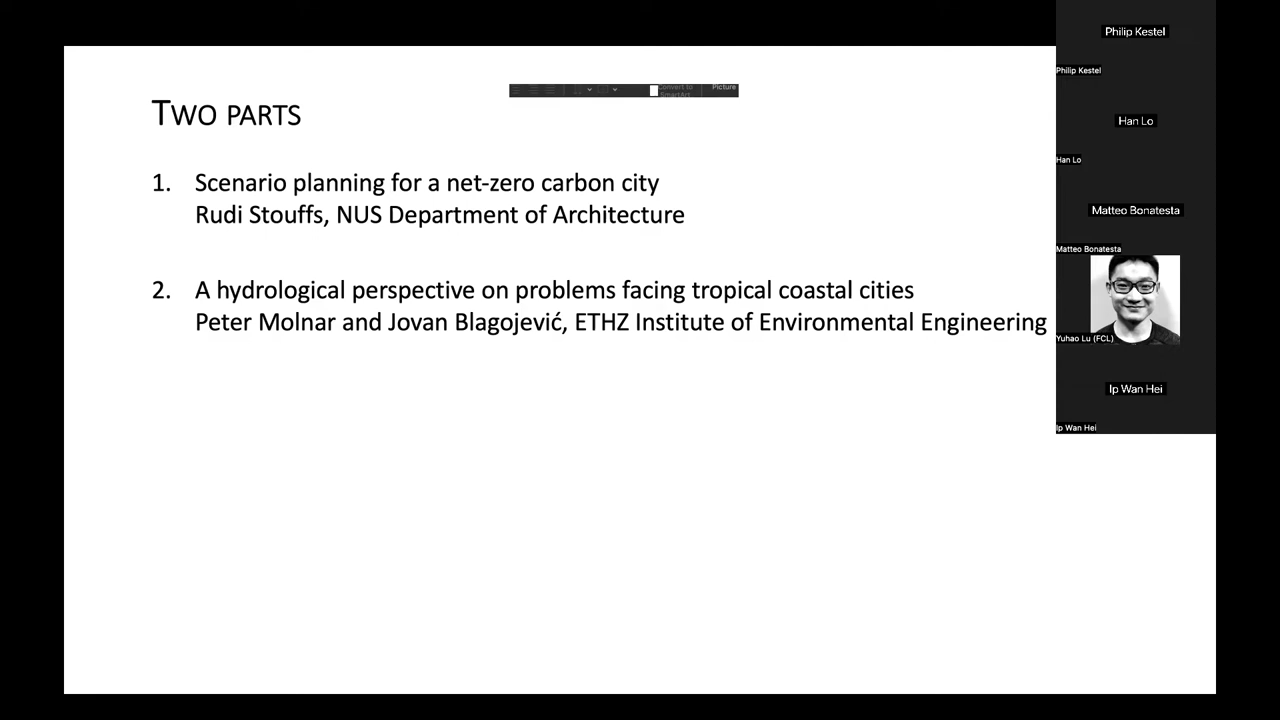 TWO PARTS
1. Scenario planning for a net-zero carbon city
Rudi Stouffs, NUS Department of Architecture
2. A hydrological perspective on problems facing tropical coastal cities
Peter Molnar and Jovan Blagojević, ETHZ Institute of Environmental Engineering
Convert to
SmartArt
Picture
Philip Kestel
Philip Kestel
Han Lo
Han Lo
Matteo Bonatesta
Matteo Bonatesta
Yuhao Lu (FCL)
Ip Wan Hei
Ip Wan Hei